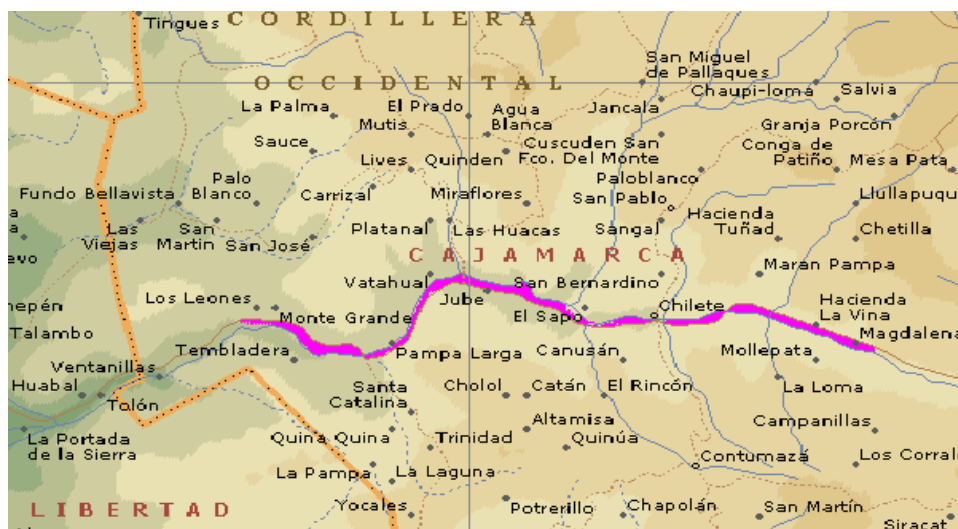 CORDILLERA
Tingues
OCCIDENTAL
San Miguel
de Pallaques
Chaupi-loma
Salvia
La Palma
El Prado
Agua
Blanca
Jancala
Mutis
Granja Porcón
Sauce
Cuscuden San
Fco. Del Monte
Conga de
Patiño
Lives
Quinden
Mesa Pata
Palo
Blanco
Paloblanco
Fundo Bellavista
Carrizal
Miraflores
San Pablo
Llullapuqu
Las
Viejas
San
Martin
San José
Platanal
Las Huacas
Sangal
Hacienda
Tuñad
Chetilla
evo
CAJAMARCA
Vatahual
San Bernardino
Maran Pampa
nepén
Los Leones
Jube
Talambo
Monte Grande
El Sapo
Chilete
Hacienda
La Vina
Magdalena
Tembladera
Pampa Larga
Canusán
Mollepata
Ventanillas
Huabal
Santa
Catalina
Cholol
Catán
El Rincón
La Loma
Tolón
Altamisa
Campanillas
La Portada
de la Sierra
Quina Quina
Trinidad
Quinúa
La Pampa
La Laguna
Contumazá
Los Corral
LIBERTAD
Yocales
Potrerillo
Chapolán
San Martín
Siracat